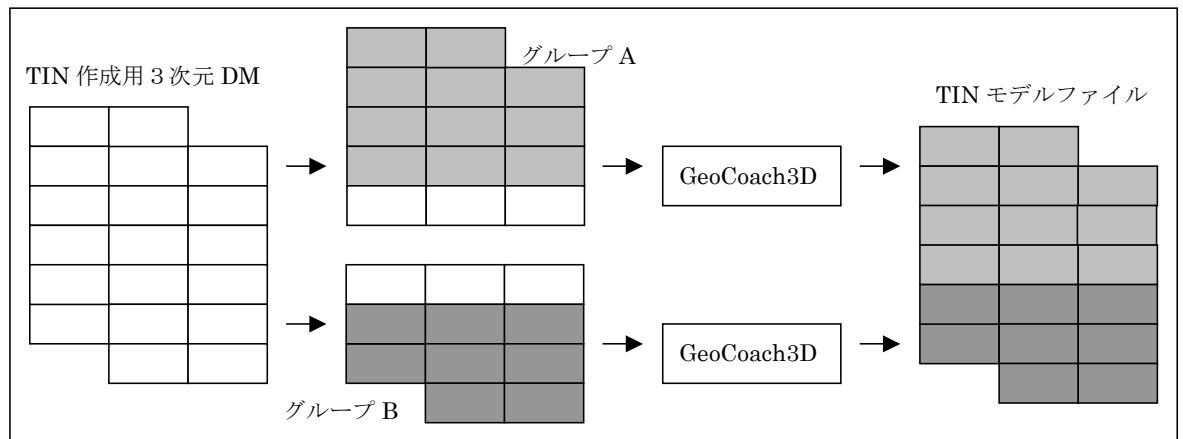 TIN 作成用３次元 DM
グループ A
GeoCoach3D
TIN モデルファイル
グループ B
GeoCoach3D